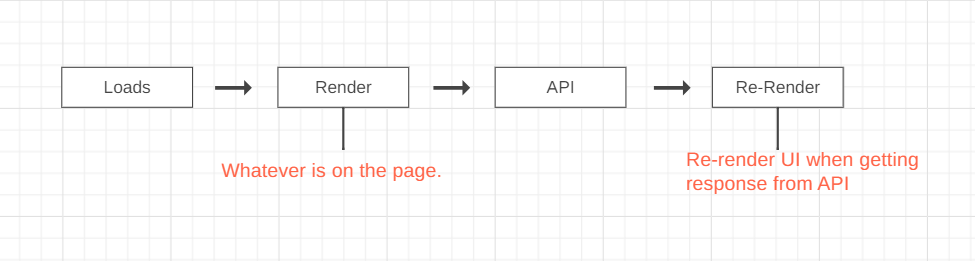 Loads
Render
API
Re-Render
Whatever is on the page.
Re-render UI when getting
response from API